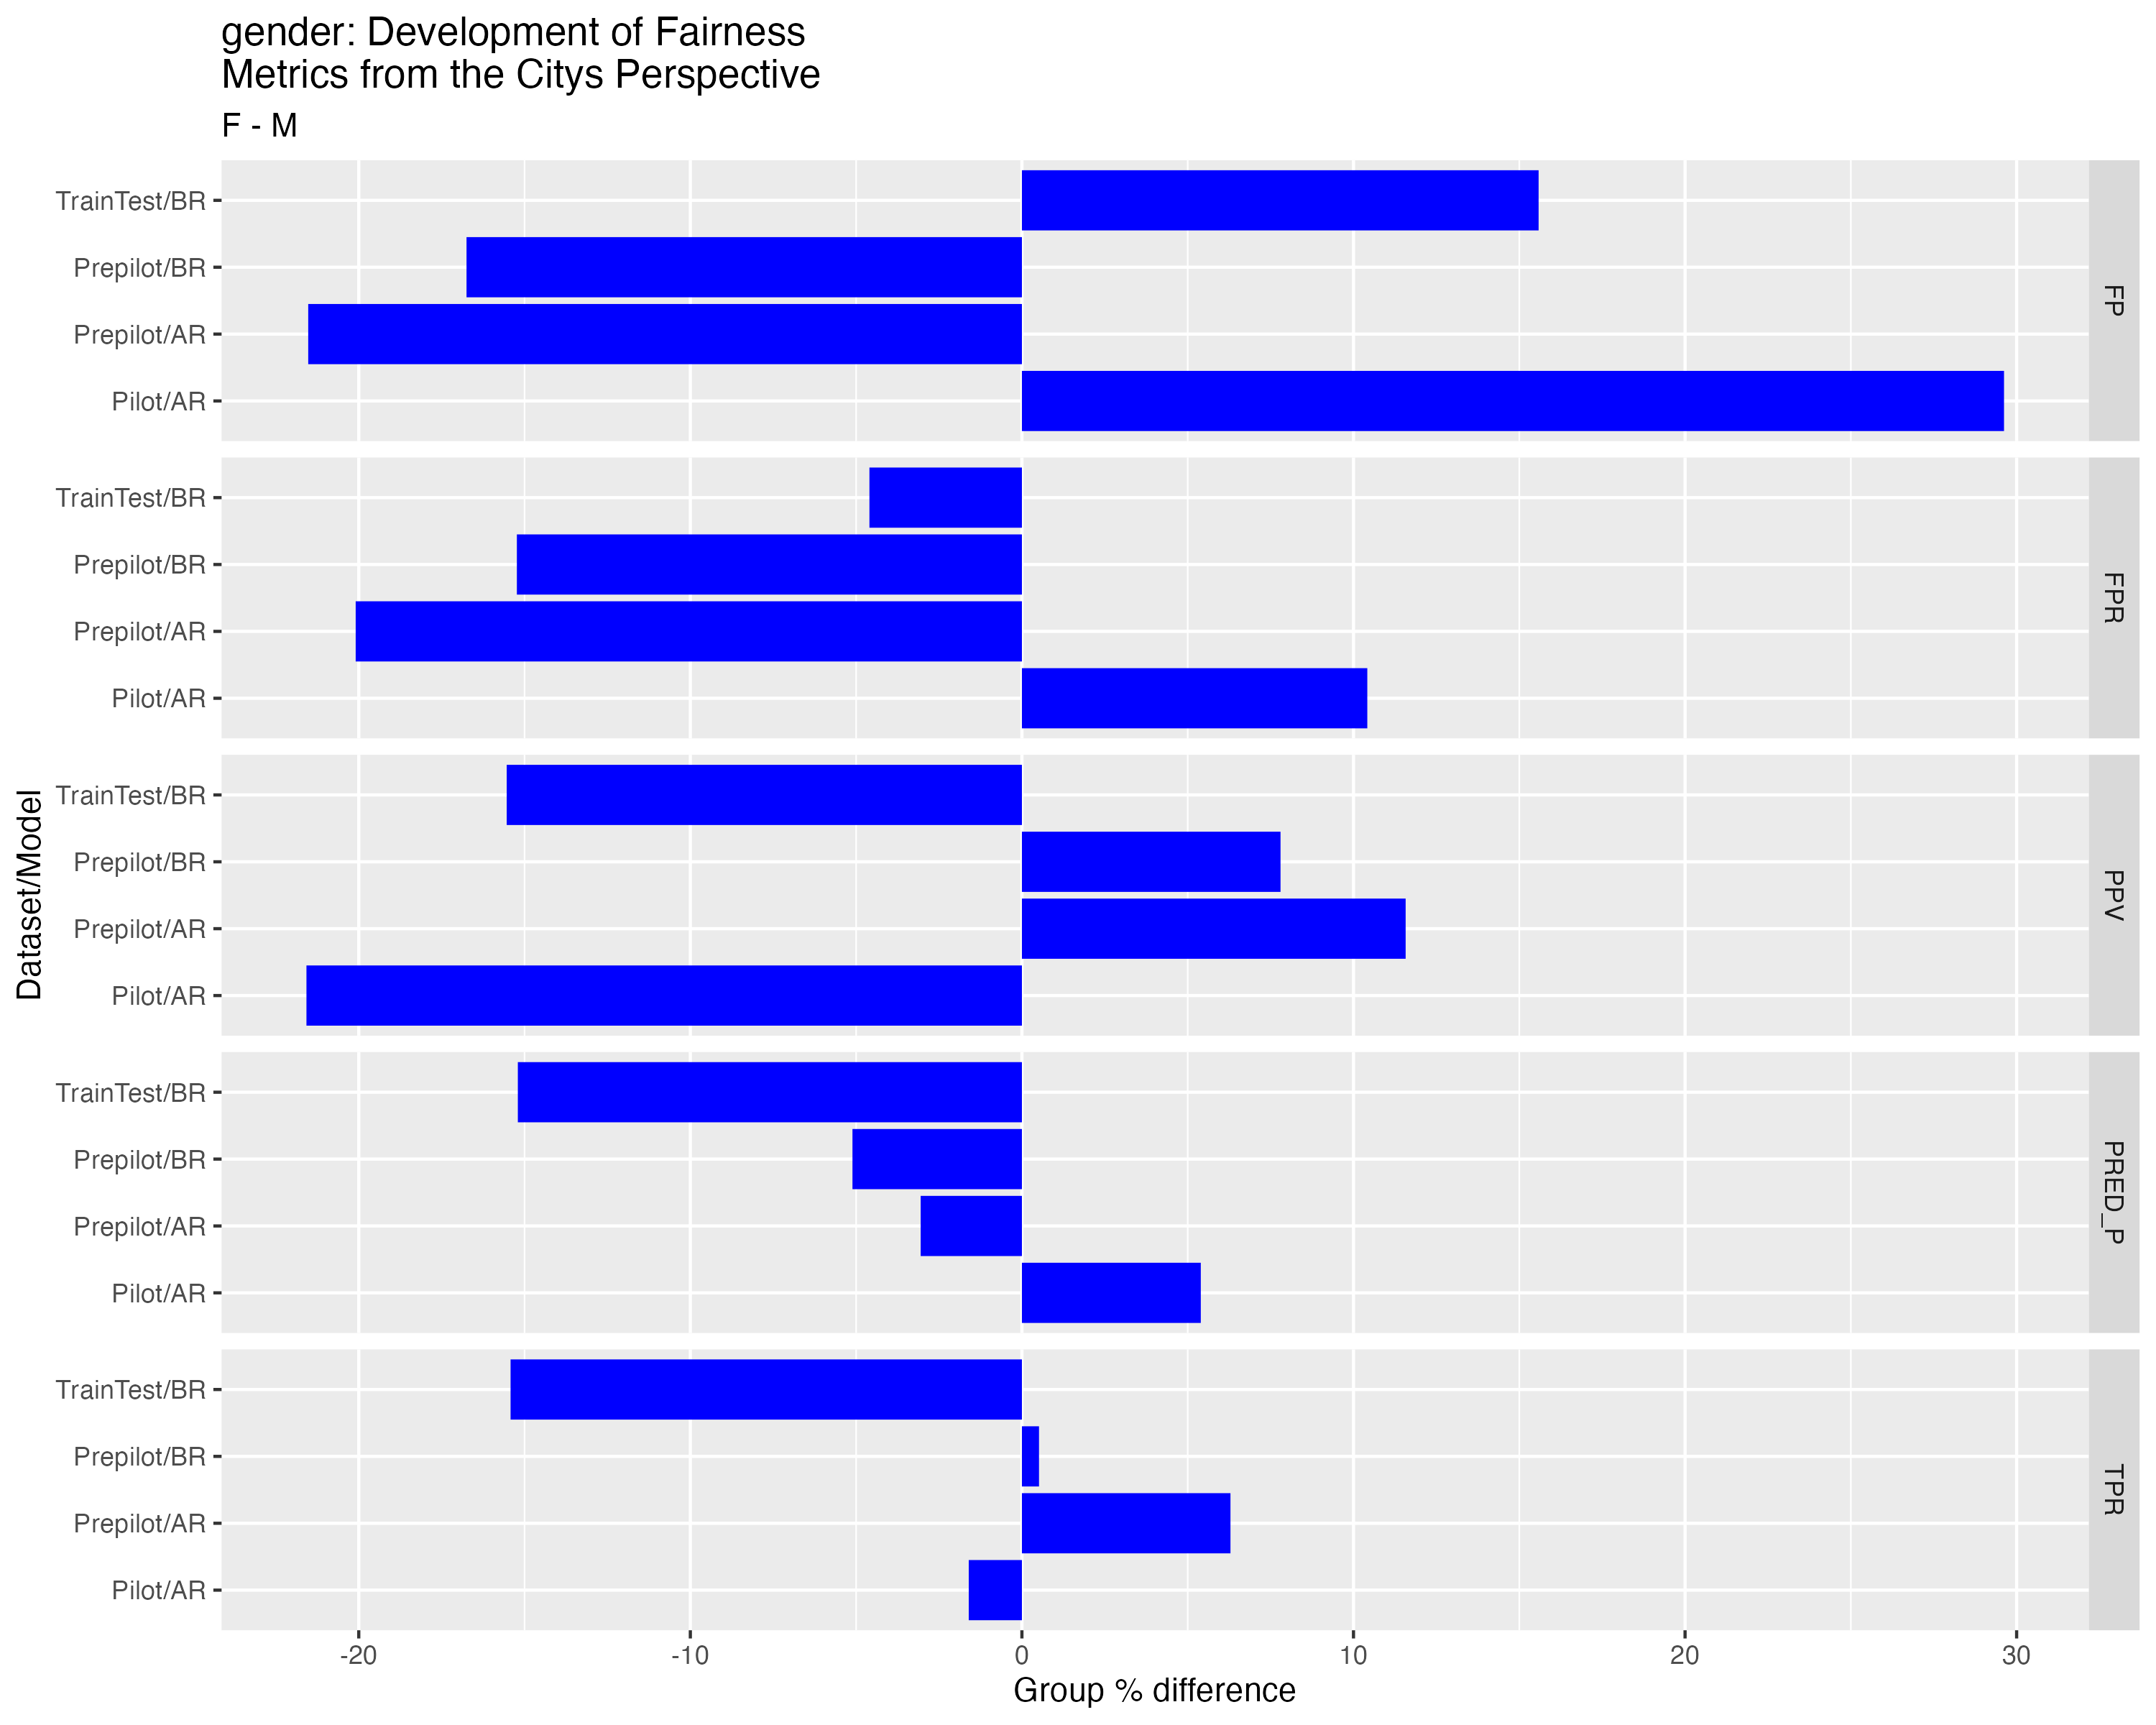 gender: Development of Fairness
Metrics from the Citys Perspective
F - M
TrainTest/BR
Prepilot/BR
Prepilot/AR
Pilot/AR
FP
TrainTest/BR
Prepilot/BR
Prepilot/AR
Pilot/AR
FPR
Dataset/Model
TrainTest/BR
Prepilot/BR
Prepilot/AR
Pilot/AR
PPV
TrainTest/BR
Prepilot/BR
Prepilot/AR
Pilot/AR
PRED_P
TrainTest/BR
Prepilot/BR
Prepilot/AR
Pilot/AR
TPR
-20 -10 0 10 20 30
Group % difference